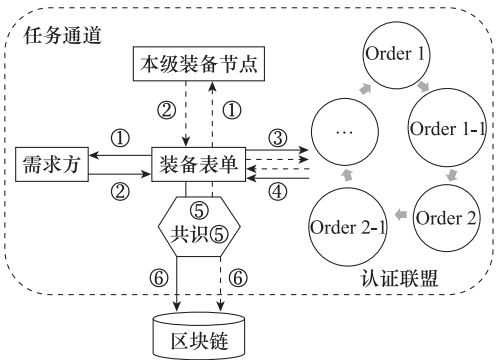 任务通道
Order 1
本级装备节点
② ①
Order 1-1
…
① ③
需求方
装备表单
② ④
⑤
共识⑤
Order 2-1
Order 2
⑥ ⑥
认证联盟
区块链